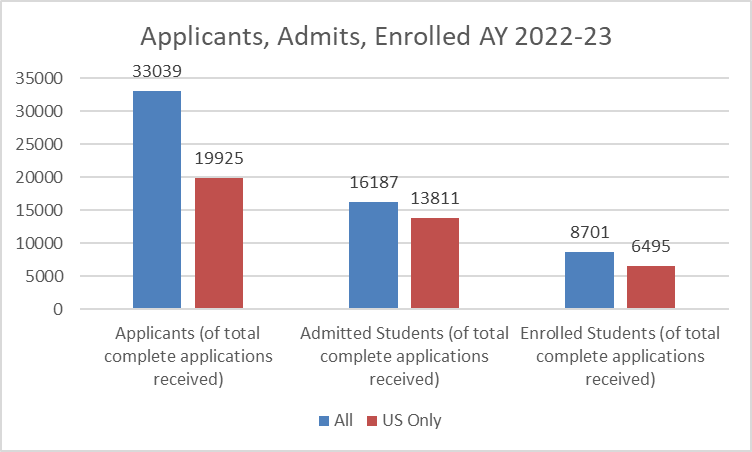 Applicants, Admits, Enrolled AY 2022-23
35000
30000
25000
20000
15000
10000
5000
0
33039
19925
16187
13811
8701
6495
Applicants (of total
complete applications
received)
Admitted Students (of total
complete applications
received)
Enrolled Students (of total
complete applications
received)
All
US Only